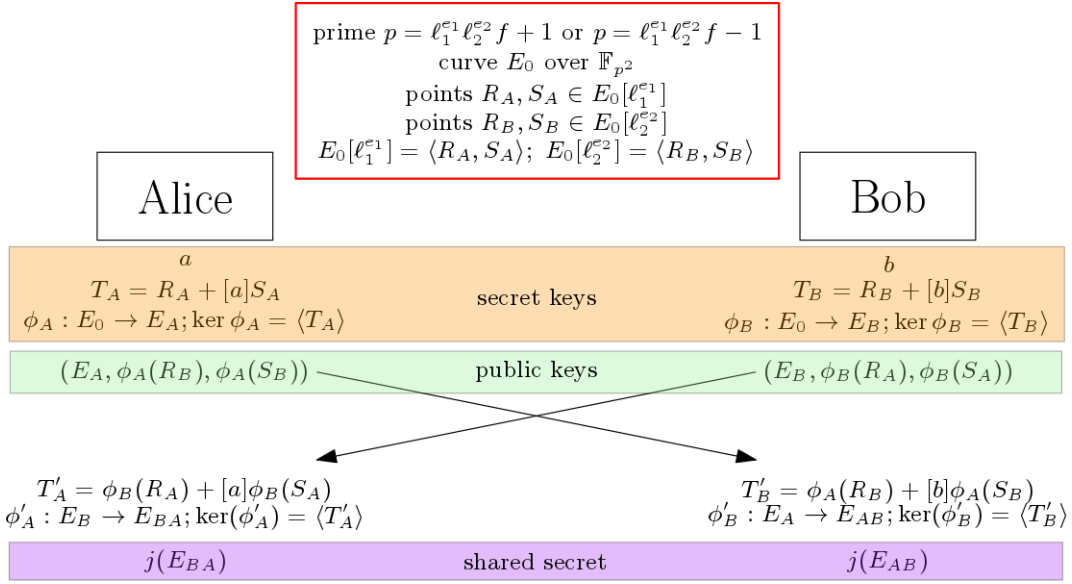 prime p = ℓ₁^{e₁} ℓ₂^{e₂} f + 1 or p = ℓ₁^{e₁} ℓ₂^{e₂} f − 1
curve E₀ over 𝔽_{p²}
points R_A, S_A ∈ E₀[ℓ₁^{e₁}]
points R_B, S_B ∈ E₀[ℓ₂^{e₂}]
E₀[ℓ₁^{e₁}] = ⟨R_A, S_A⟩; E₀[ℓ₂^{e₂}] = ⟨R_B, S_B⟩
Alice
Bob
a
T_A = R_A + [a]S_A
ϕ_A : E₀ → E_A; ker ϕ_A = ⟨T_A⟩
secret keys
b
T_B = R_B + [b]S_B
ϕ_B : E₀ → E_B; ker ϕ_B = ⟨T_B⟩
(E_A, ϕ_A(R_B), ϕ_A(S_B))
public keys
(E_B, ϕ_B(R_A), ϕ_B(S_A))
T′_A = ϕ_B(R_A) + [a]ϕ_B(S_A)
ϕ′_A : E_B → E_{BA}; ker(ϕ′_A) = ⟨T′_A⟩
T′_B = ϕ_A(R_B) + [b]ϕ_A(S_B)
ϕ′_B : E_A → E_{AB}; ker(ϕ′_B) = ⟨T′_B⟩
j(E_{BA})
shared secret
j(E_{AB})